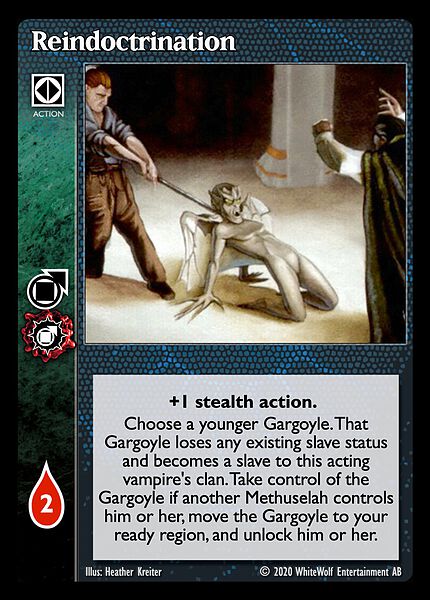 Reindoctrination
ACTION
+1 stealth action.
Choose a younger Gargoyle. That
Gargoyle loses any existing slave status
and becomes a slave to this acting
vampire's clan. Take control of the
Gargoyle if another Methuselah controls
him or her, move the Gargoyle to your
ready region, and unlock him or her.
2
Illus: Heather Kreiter © 2020 WhiteWolf Entertainment AB